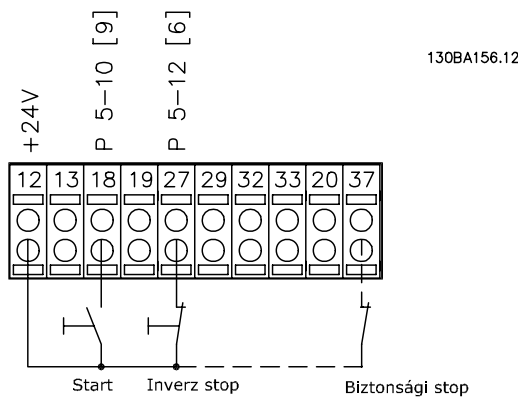 130BA156.12
+24V
P 5-10 [9]
P 5-12 [6]
12 13 18 19 27 29 32 33 20 37
Start Inverz stop Biztonsági stop